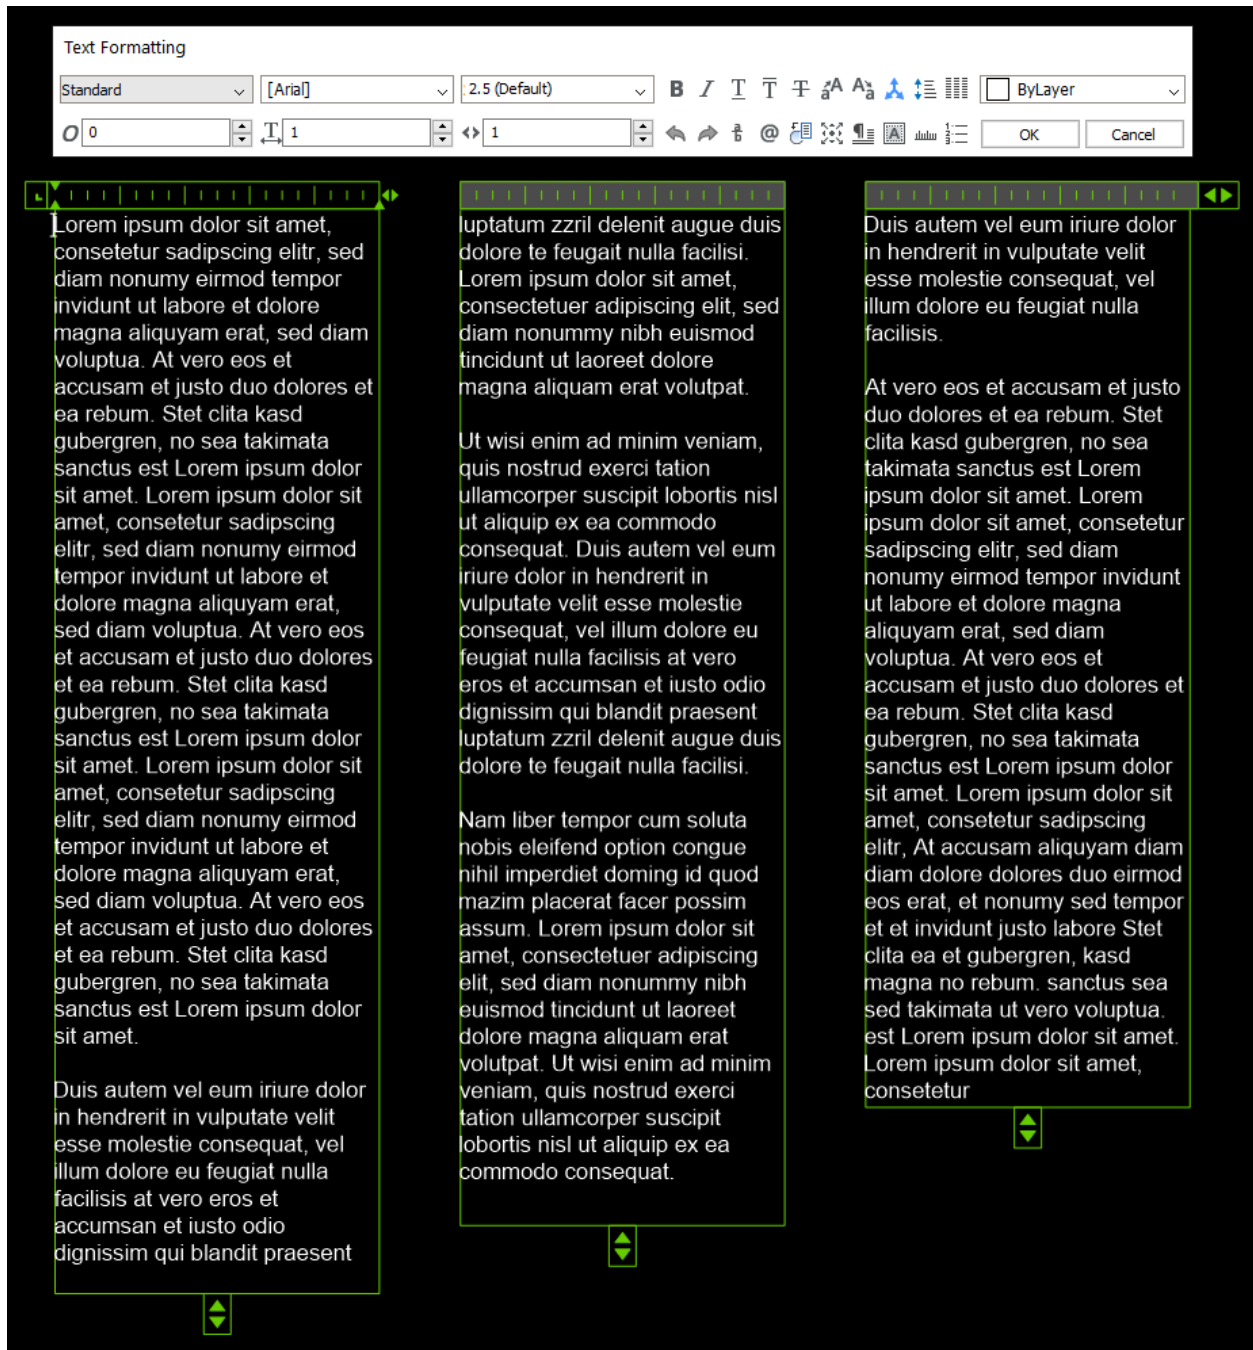 Text Formatting
Standard
[Arial]
2.5 (Default)
B I T T T aA Aa
ByLayer
O 0
T 1
1
@
A
OK
Cancel
Lorem ipsum dolor sit amet,
consetetur sadipscing elitr, sed
diam nonumy eirmod tempor
invidunt ut labore et dolore
magna aliquyam erat, sed diam
voluptua. At vero eos et
accusam et justo duo dolores et
ea rebum. Stet clita kasd
gubergren, no sea takimata
sanctus est Lorem ipsum dolor
sit amet. Lorem ipsum dolor sit
amet, consetetur sadipscing
elitr, sed diam nonumy eirmod
tempor invidunt ut labore et
dolore magna aliquyam erat,
sed diam voluptua. At vero eos
et accusam et justo duo dolores
et ea rebum. Stet clita kasd
gubergren, no sea takimata
sanctus est Lorem ipsum dolor
sit amet. Lorem ipsum dolor sit
amet, consetetur sadipscing
elitr, sed diam nonumy eirmod
tempor invidunt ut labore et
dolore magna aliquyam erat,
sed diam voluptua. At vero eos
et accusam et justo duo dolores
et ea rebum. Stet clita kasd
gubergren, no sea takimata
sanctus est Lorem ipsum dolor
sit amet.
Duis autem vel eum iriure dolor
in hendrerit in vulputate velit
esse molestie consequat, vel
illum dolore eu feugiat nulla
facilisis at vero eros et
accumsan et iusto odio
dignissim qui blandit praesent
luptatum zzril delenit augue duis
dolore te feugait nulla facilisi.
Lorem ipsum dolor sit amet,
consectetuer adipiscing elit, sed
diam nonummy nibh euismod
tincidunt ut laoreet dolore
magna aliquam erat volutpat.
Ut wisi enim ad minim veniam,
quis nostrud exerci tation
ullamcorper suscipit lobortis nisl
ut aliquip ex ea commodo
consequat. Duis autem vel eum
iriure dolor in hendrerit in
vulputate velit esse molestie
consequat, vel illum dolore eu
feugiat nulla facilisis at vero
eros et accumsan et iusto odio
dignissim qui blandit praesent
luptatum zzril delenit augue duis
dolore te feugait nulla facilisi.
Nam liber tempor cum soluta
nobis eleifend option congue
nihil imperdiet doming id quod
mazim placerat facer possim
assum. Lorem ipsum dolor sit
amet, consectetuer adipiscing
elit, sed diam nonummy nibh
euismod tincidunt ut laoreet
dolore magna aliquam erat
volutpat. Ut wisi enim ad minim
veniam, quis nostrud exerci
tation ullamcorper suscipit
lobortis nisl ut aliquip ex ea
commodo consequat.
Duis autem vel eum iriure dolor
in hendrerit in vulputate velit
esse molestie consequat, vel
illum dolore eu feugiat nulla
facilisis.
At vero eos et accusam et justo
duo dolores et ea rebum. Stet
clita kasd gubergren, no sea
takimata sanctus est Lorem
ipsum dolor sit amet. Lorem
ipsum dolor sit amet, consetetur
sadipscing elitr, sed diam
nonumy eirmod tempor invidunt
ut labore et dolore magna
aliquyam erat, sed diam
voluptua. At vero eos et
accusam et justo duo dolores et
ea rebum. Stet clita kasd
gubergren, no sea takimata
sanctus est Lorem ipsum dolor
sit amet. Lorem ipsum dolor sit
amet, consetetur sadipscing
elitr, At accusam aliquyam diam
diam dolore dolores duo eirmod
eos erat, et nonumy sed tempor
et et invidunt justo labore Stet
clita ea et gubergren, kasd
magna no rebum. sanctus sea
sed takimata ut vero voluptua.
est Lorem ipsum dolor sit amet.
Lorem ipsum dolor sit amet,
consetetur